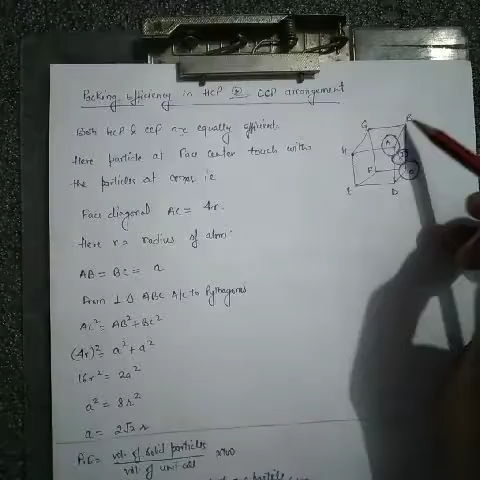 Packing efficiency in HCP & CCP arrangement
Both HCP & CCP are equally efficient.
Here particle at Face center touch with
the particles at corner ie
Face diagonal AC = 4r.
Here r = radius of atom.
AB = BC = a
From ⊥ Δ ABC A/c to Pythagoras
AC² = AB² + BC²
(4r)² = a² + a²
16r² = 2a²
a² = 8r²
a = 2√2 r
P.E = vol. of solid particles / vol of unit cell × 100
G
B
A
H
F
E
D